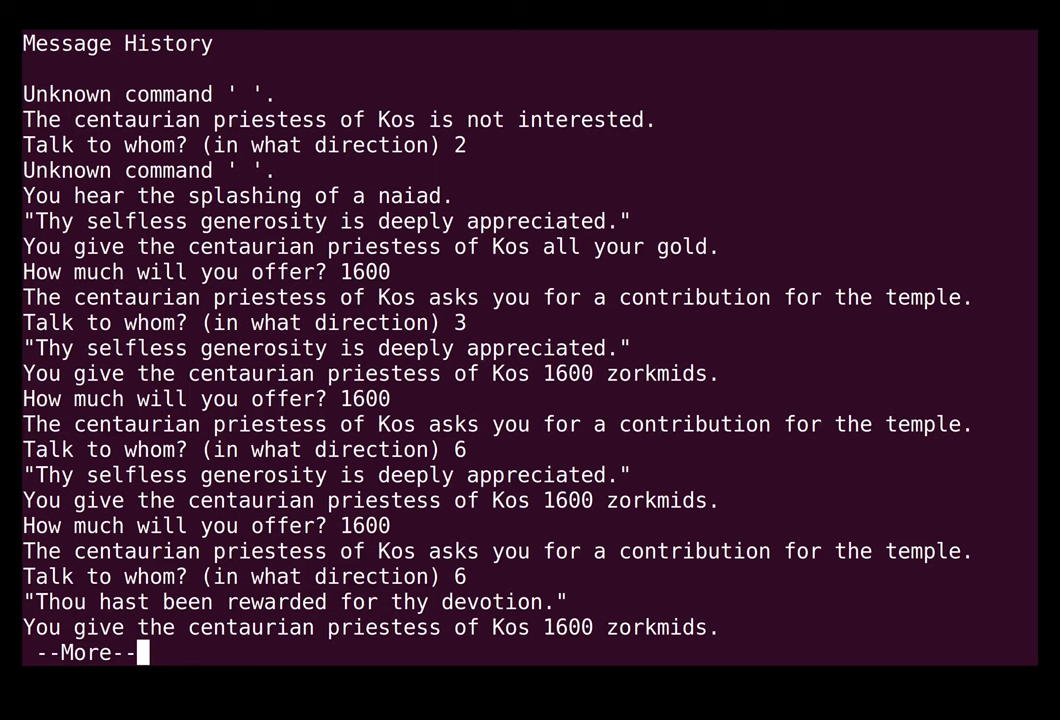 Message History
Unknown command ' '.
The centaurian priestess of Kos is not interested.
Talk to whom? (in what direction) 2
Unknown command ' '.
You hear the splashing of a naiad.
"Thy selfless generosity is deeply appreciated."
You give the centaurian priestess of Kos all your gold.
How much will you offer? 1600
The centaurian priestess of Kos asks you for a contribution for the temple.
Talk to whom? (in what direction) 3
"Thy selfless generosity is deeply appreciated."
You give the centaurian priestess of Kos 1600 zorkmids.
How much will you offer? 1600
The centaurian priestess of Kos asks you for a contribution for the temple.
Talk to whom? (in what direction) 6
"Thy selfless generosity is deeply appreciated."
You give the centaurian priestess of Kos 1600 zorkmids.
How much will you offer? 1600
The centaurian priestess of Kos asks you for a contribution for the temple.
Talk to whom? (in what direction) 6
"Thou hast been rewarded for thy devotion."
You give the centaurian priestess of Kos 1600 zorkmids.
--More--